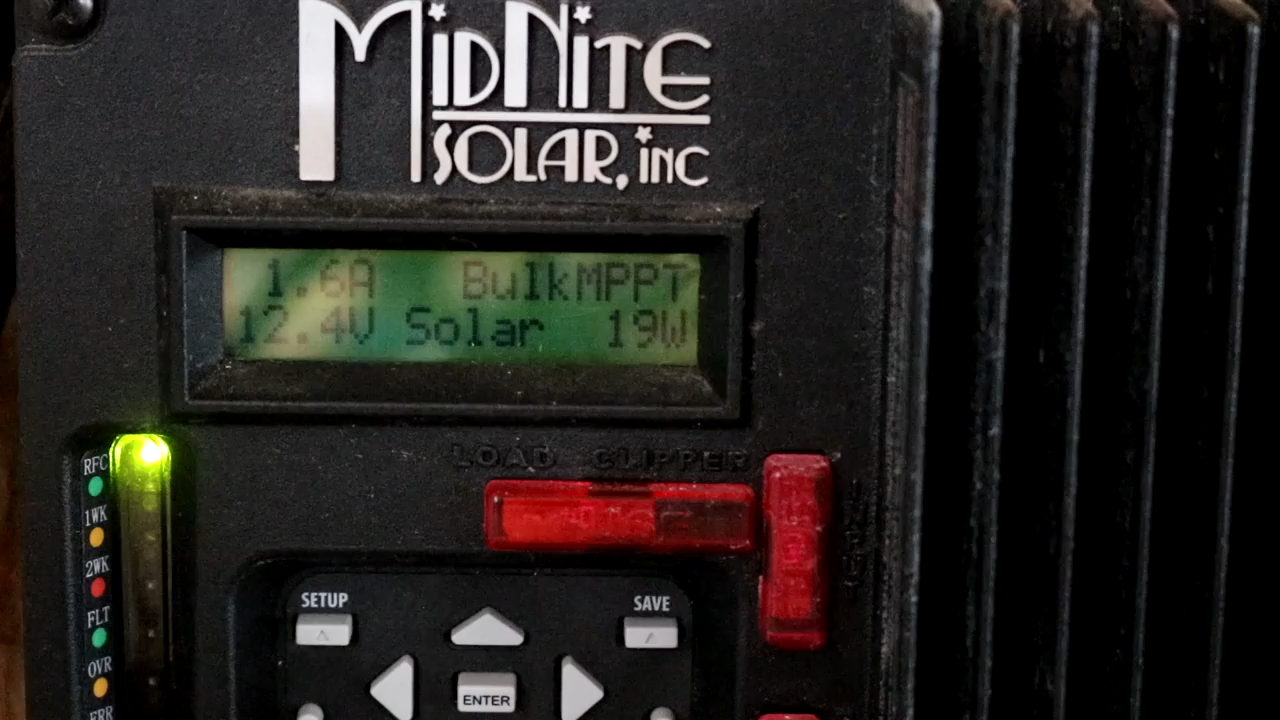 MIDNITE
SOLAR, INC
1.6A BulkMPPT
12.4V Solar 19W
LOAD CLIPPER
RFC
1WK
2WK
FLT
OVR
ERR
SETUP
SAVE
ENTER